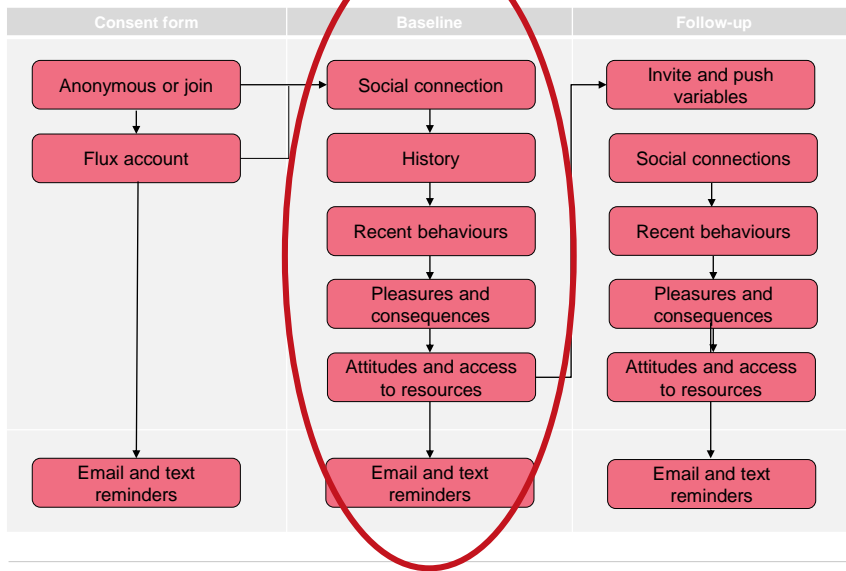 Consent form
Baseline
Follow-up
Anonymous or join
Flux account
Email and text
reminders
Social connection
History
Recent behaviours
Pleasures and
consequences
Attitudes and access
to resources
Email and text
reminders
Invite and push
variables
Social connections
Recent behaviours
Pleasures and
consequences
Attitudes and access
to resources
Email and text
reminders